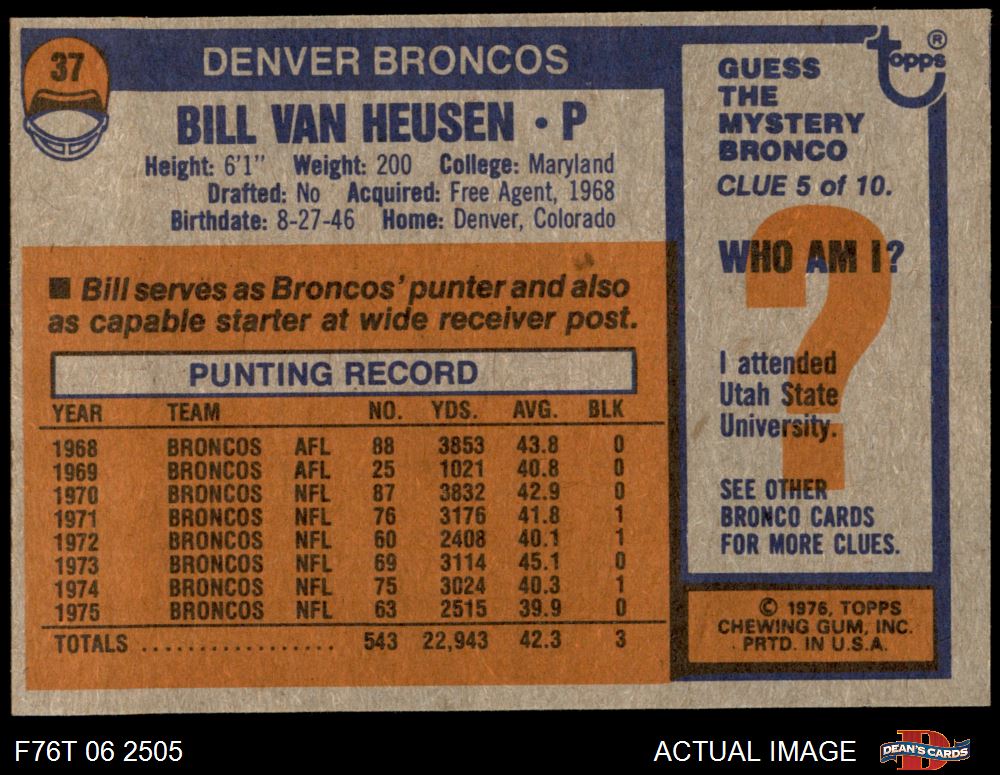 37
DENVER BRONCOS
BILL VAN HEUSEN • P
Height: 6'1" Weight: 200 College: Maryland
Drafted: No Acquired: Free Agent, 1968
Birthdate: 8-27-46 Home: Denver, Colorado
■ Bill serves as Broncos' punter and also
as capable starter at wide receiver post.
PUNTING RECORD
YEAR TEAM NO. YDS. AVG. BLK
1968 BRONCOS AFL 88 3853 43.8 0
1969 BRONCOS AFL 25 1021 40.8 0
1970 BRONCOS NFL 87 3832 42.9 0
1971 BRONCOS NFL 76 3176 41.8 1
1972 BRONCOS NFL 60 2408 40.1 1
1973 BRONCOS NFL 69 3114 45.1 0
1974 BRONCOS NFL 75 3024 40.3 1
1975 BRONCOS NFL 63 2515 39.9 0
TOTALS .................. 543 22,943 42.3 3
topps®
GUESS
THE
MYSTERY
BRONCO
CLUE 5 of 10.
?
WHO AM I?
I attended
Utah State
University.
SEE OTHER
BRONCO CARDS
FOR MORE CLUES.
© 1976, TOPPS
CHEWING GUM, INC.
PRTD. IN U.S.A.
F76T 06 2505
ACTUAL IMAGE
D
DEAN'S CARDS